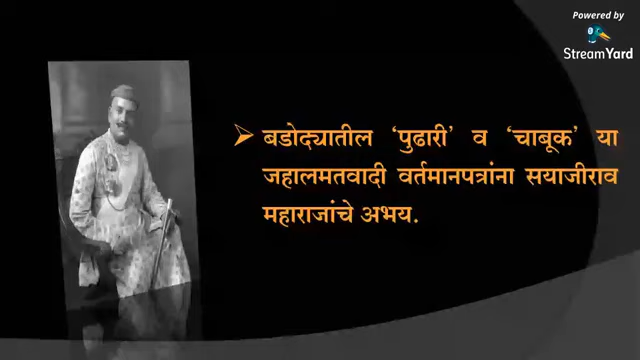 Powered by
StreamYard
➢ बडोद्यातील ‘पुढारी’ व ‘चाबूक’ या
जहालमतवादी वर्तमानपत्रांना सयाजीराव
महाराजांचे अभय.